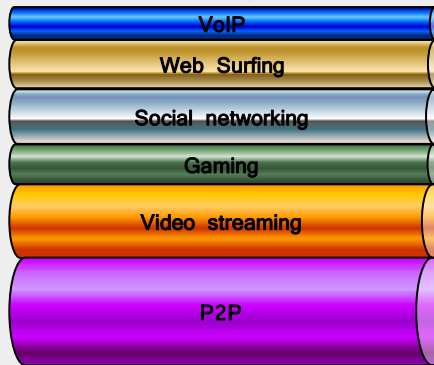 VoIP
Web Surfing
Social networking
Gaming
Video streaming
P2P